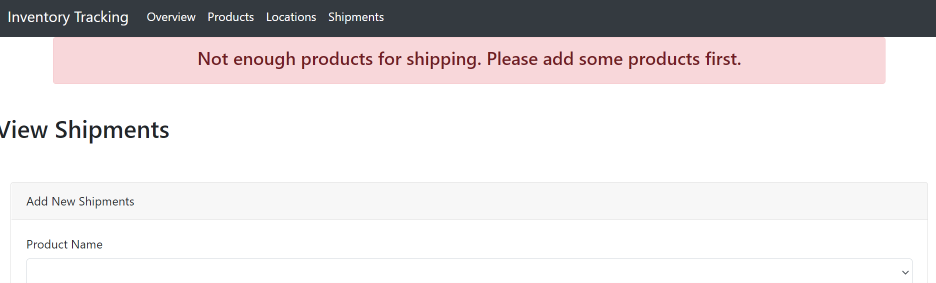 Inventory Tracking Overview Products Locations Shipments
Not enough products for shipping. Please add some products first.
View Shipments
Add New Shipments
Product Name